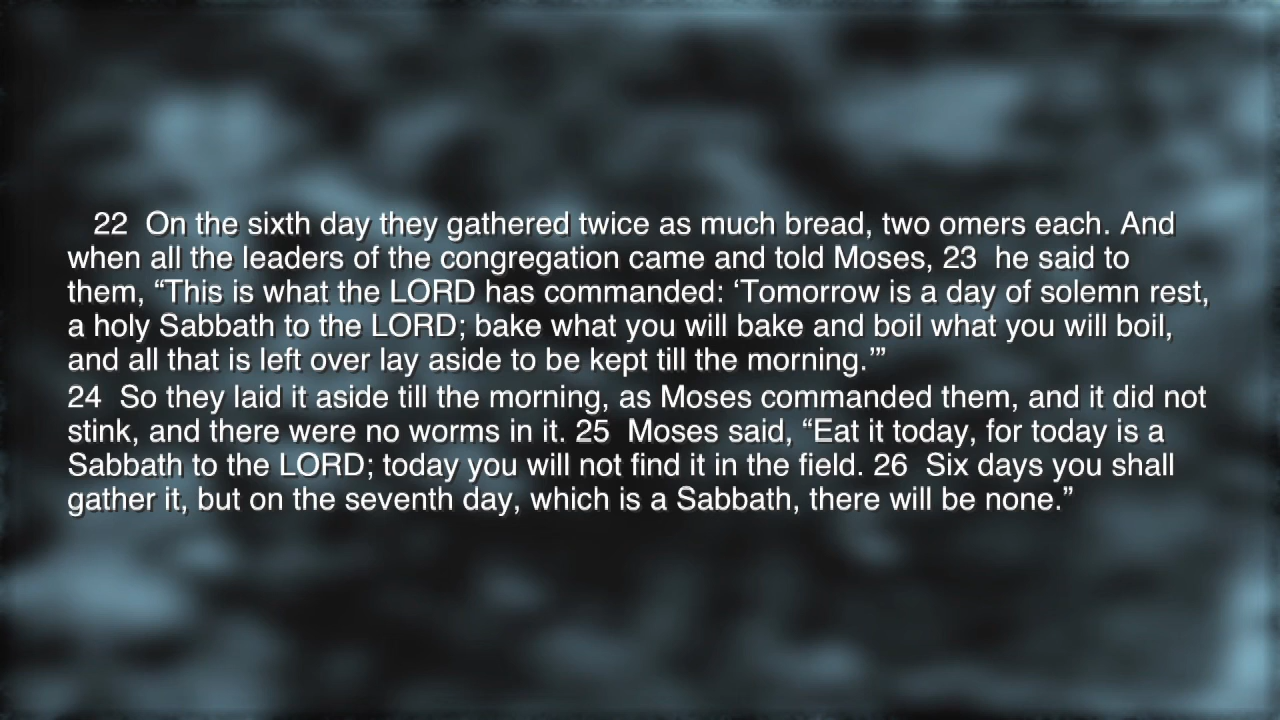 22 On the sixth day they gathered twice as much bread, two omers each. And
when all the leaders of the congregation came and told Moses, 23 he said to
them, “This is what the LORD has commanded: ‘Tomorrow is a day of solemn rest,
a holy Sabbath to the LORD; bake what you will bake and boil what you will boil,
and all that is left over lay aside to be kept till the morning.’”
24 So they laid it aside till the morning, as Moses commanded them, and it did not
stink, and there were no worms in it. 25 Moses said, “Eat it today, for today is a
Sabbath to the LORD; today you will not find it in the field. 26 Six days you shall
gather it, but on the seventh day, which is a Sabbath, there will be none.”